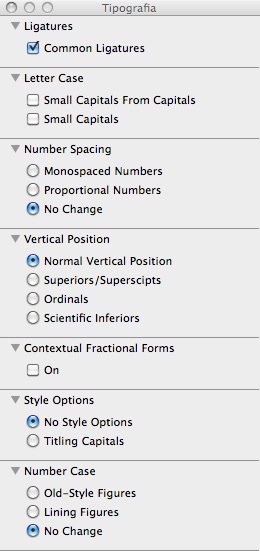 Tipografia
Ligatures
Common Ligatures
Letter Case
Small Capitals From Capitals
Small Capitals
Number Spacing
Monospaced Numbers
Proportional Numbers
No Change
Vertical Position
Normal Vertical Position
Superiors/Superscipts
Ordinals
Scientific Inferiors
Contextual Fractional Forms
On
Style Options
No Style Options
Titling Capitals
Number Case
Old-Style Figures
Lining Figures
No Change